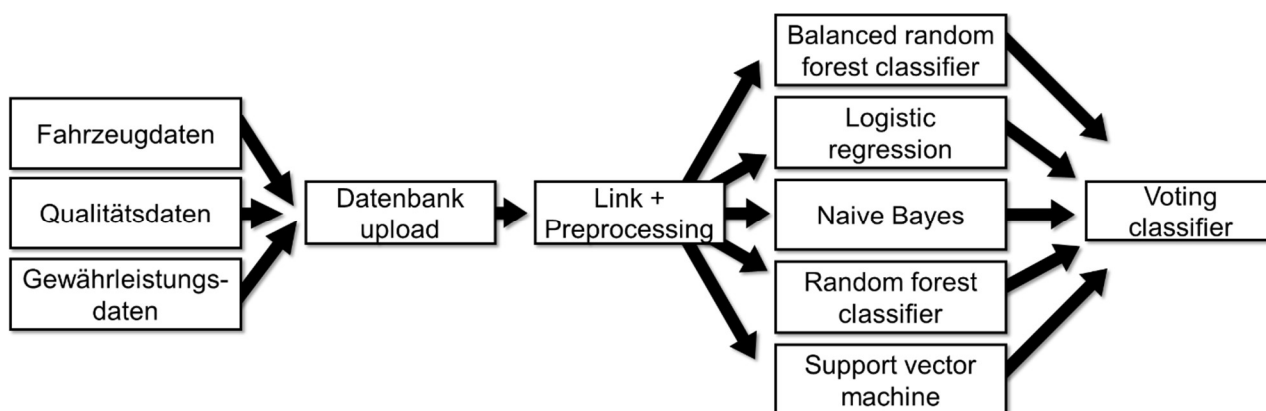 Fahrzeugdaten
Qualitätsdaten
Gewährleistungs-
daten
Datenbank
upload
Link +
Preprocessing
Balanced random
forest classifier
Logistic
regression
Naive Bayes
Random forest
classifier
Support vector
machine
Voting
classifier